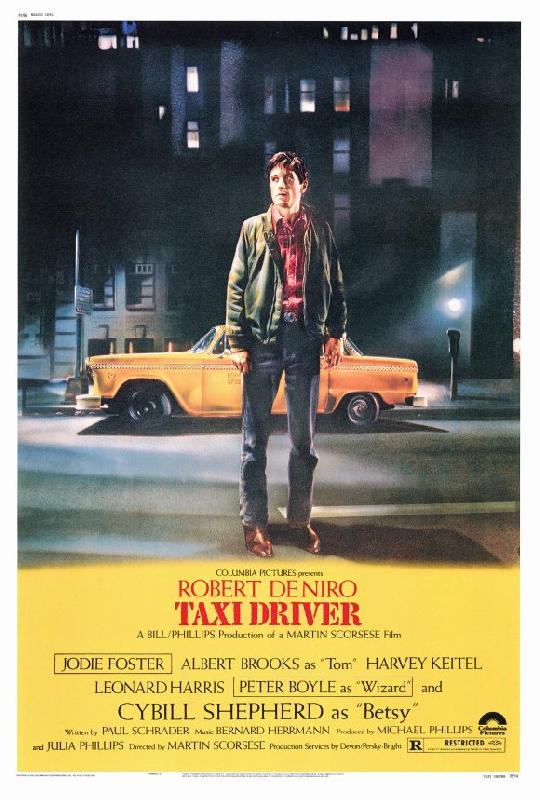 COLUMBIA PICTURES presents
ROBERT DE NIRO
TAXI DRIVER
A BILL/PHILLIPS Production of a MARTIN SCORSESE Film
JODIE FOSTER ALBERT BROOKS as "Tom" HARVEY KEITEL
LEONARD HARRIS PETER BOYLE as "Wizard" and
CYBILL SHEPHERD as "Betsy"
Written by PAUL SCHRADER Music BERNARD HERRMANN Produced by MICHAEL PHILLIPS
and JULIA PHILLIPS Directed by MARTIN SCORSESE Production Services by Devon/Persky-Bright
Columbia Pictures
R RESTRICTED